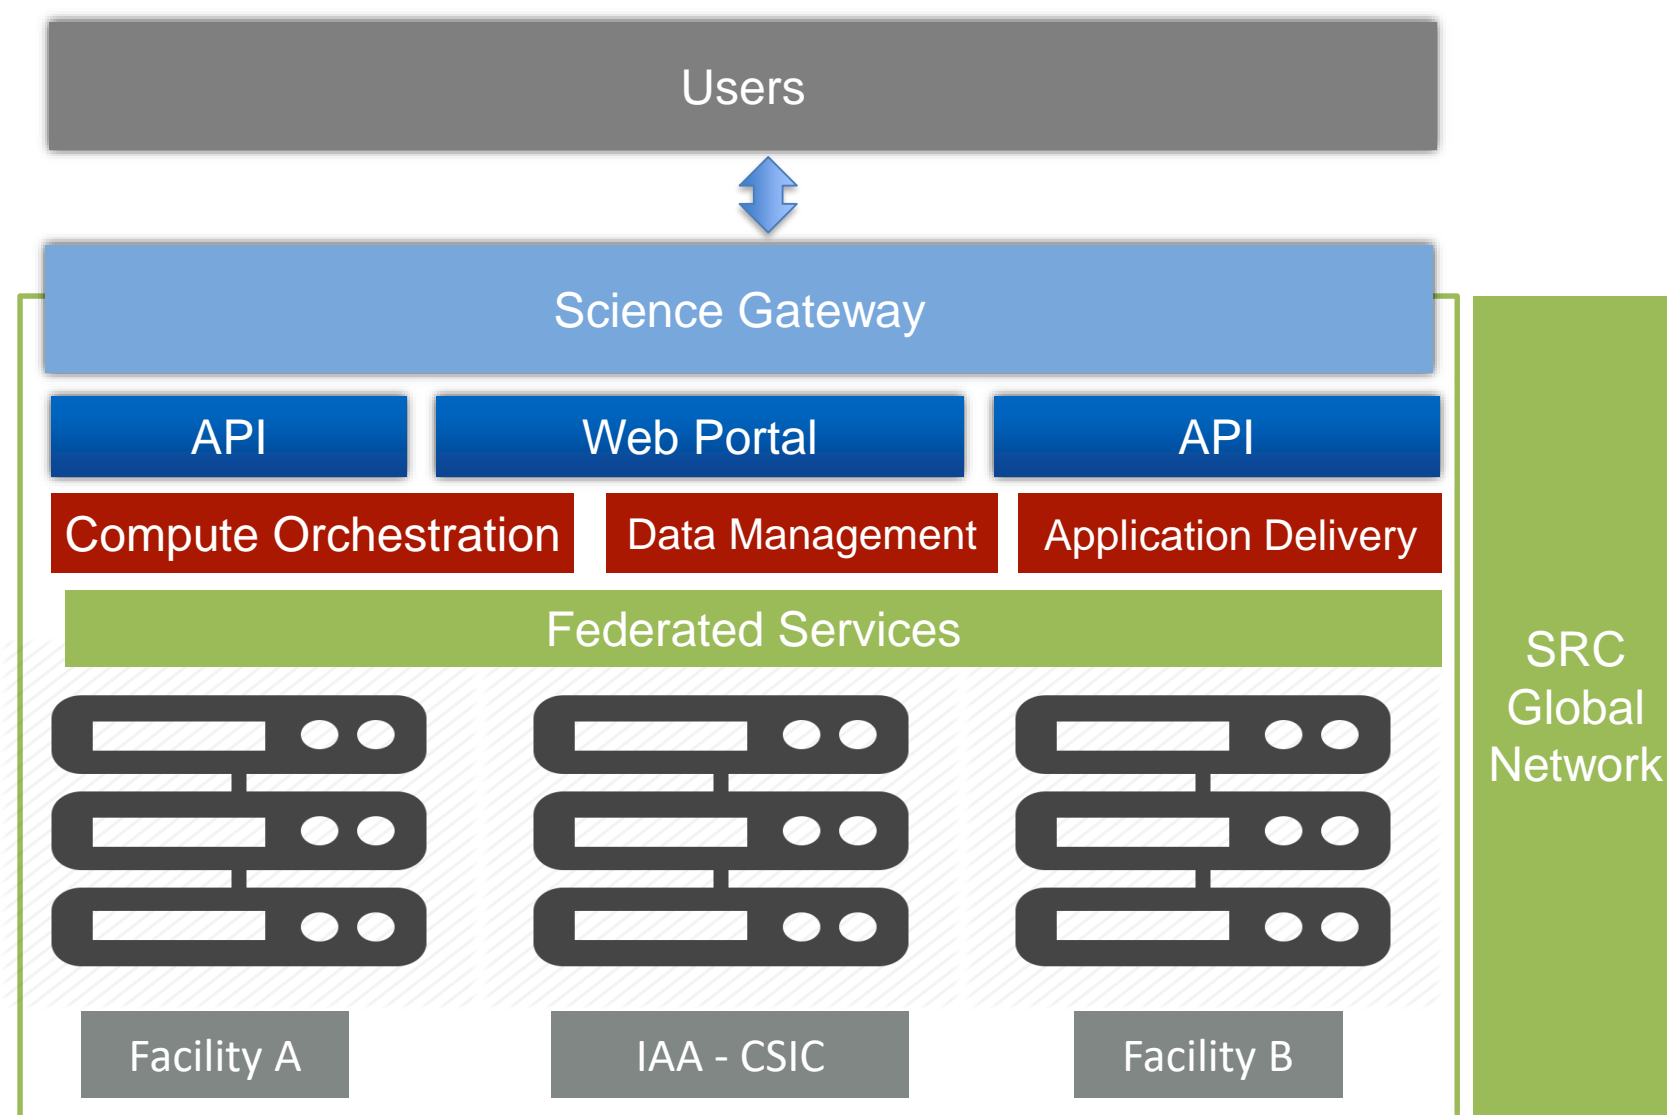 Users
Science Gateway
API
Web Portal
API
Compute Orchestration
Data Management
Application Delivery
Federated Services
SRC
Global
Network
Facility A
IAA - CSIC
Facility B